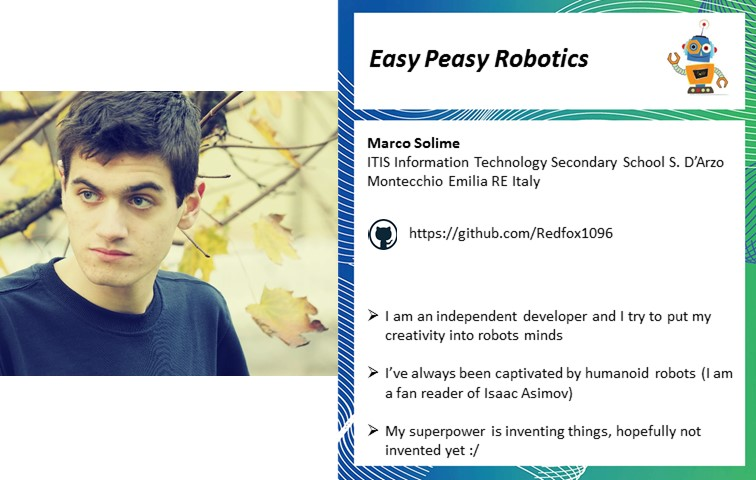 Easy Peasy Robotics
Marco Solime
ITIS Information Technology Secondary School S. D’Arzo
Montecchio Emilia RE Italy
https://github.com/Redfox1096
➢ I am an independent developer and I try to put my
creativity into robots minds
➢ I’ve always been captivated by humanoid robots (I am
a fan reader of Isaac Asimov)
➢ My superpower is inventing things, hopefully not
invented yet :/